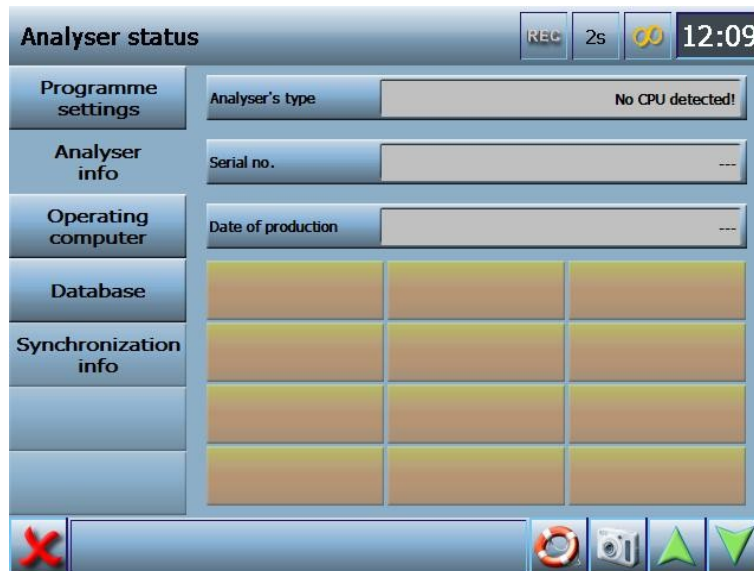 Analyser status
REC
2s
12:09
Programme
settings
Analyser's type
No CPU detected!
Analyser
info
Serial no.
---
Operating
computer
Date of production
---
Database
Synchronization
info